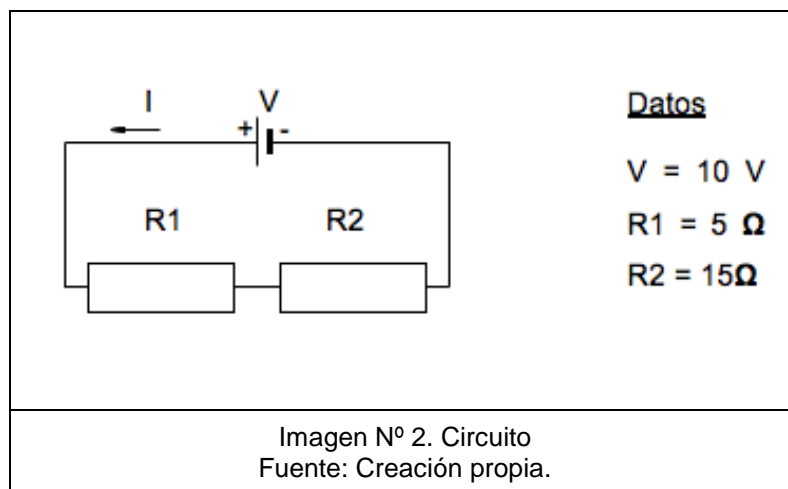 I V
+ -
R1 R2
Datos
V = 10 V
R1 = 5 Ω
R2 = 15Ω
Imagen Nº 2. Circuito
Fuente: Creación propia.